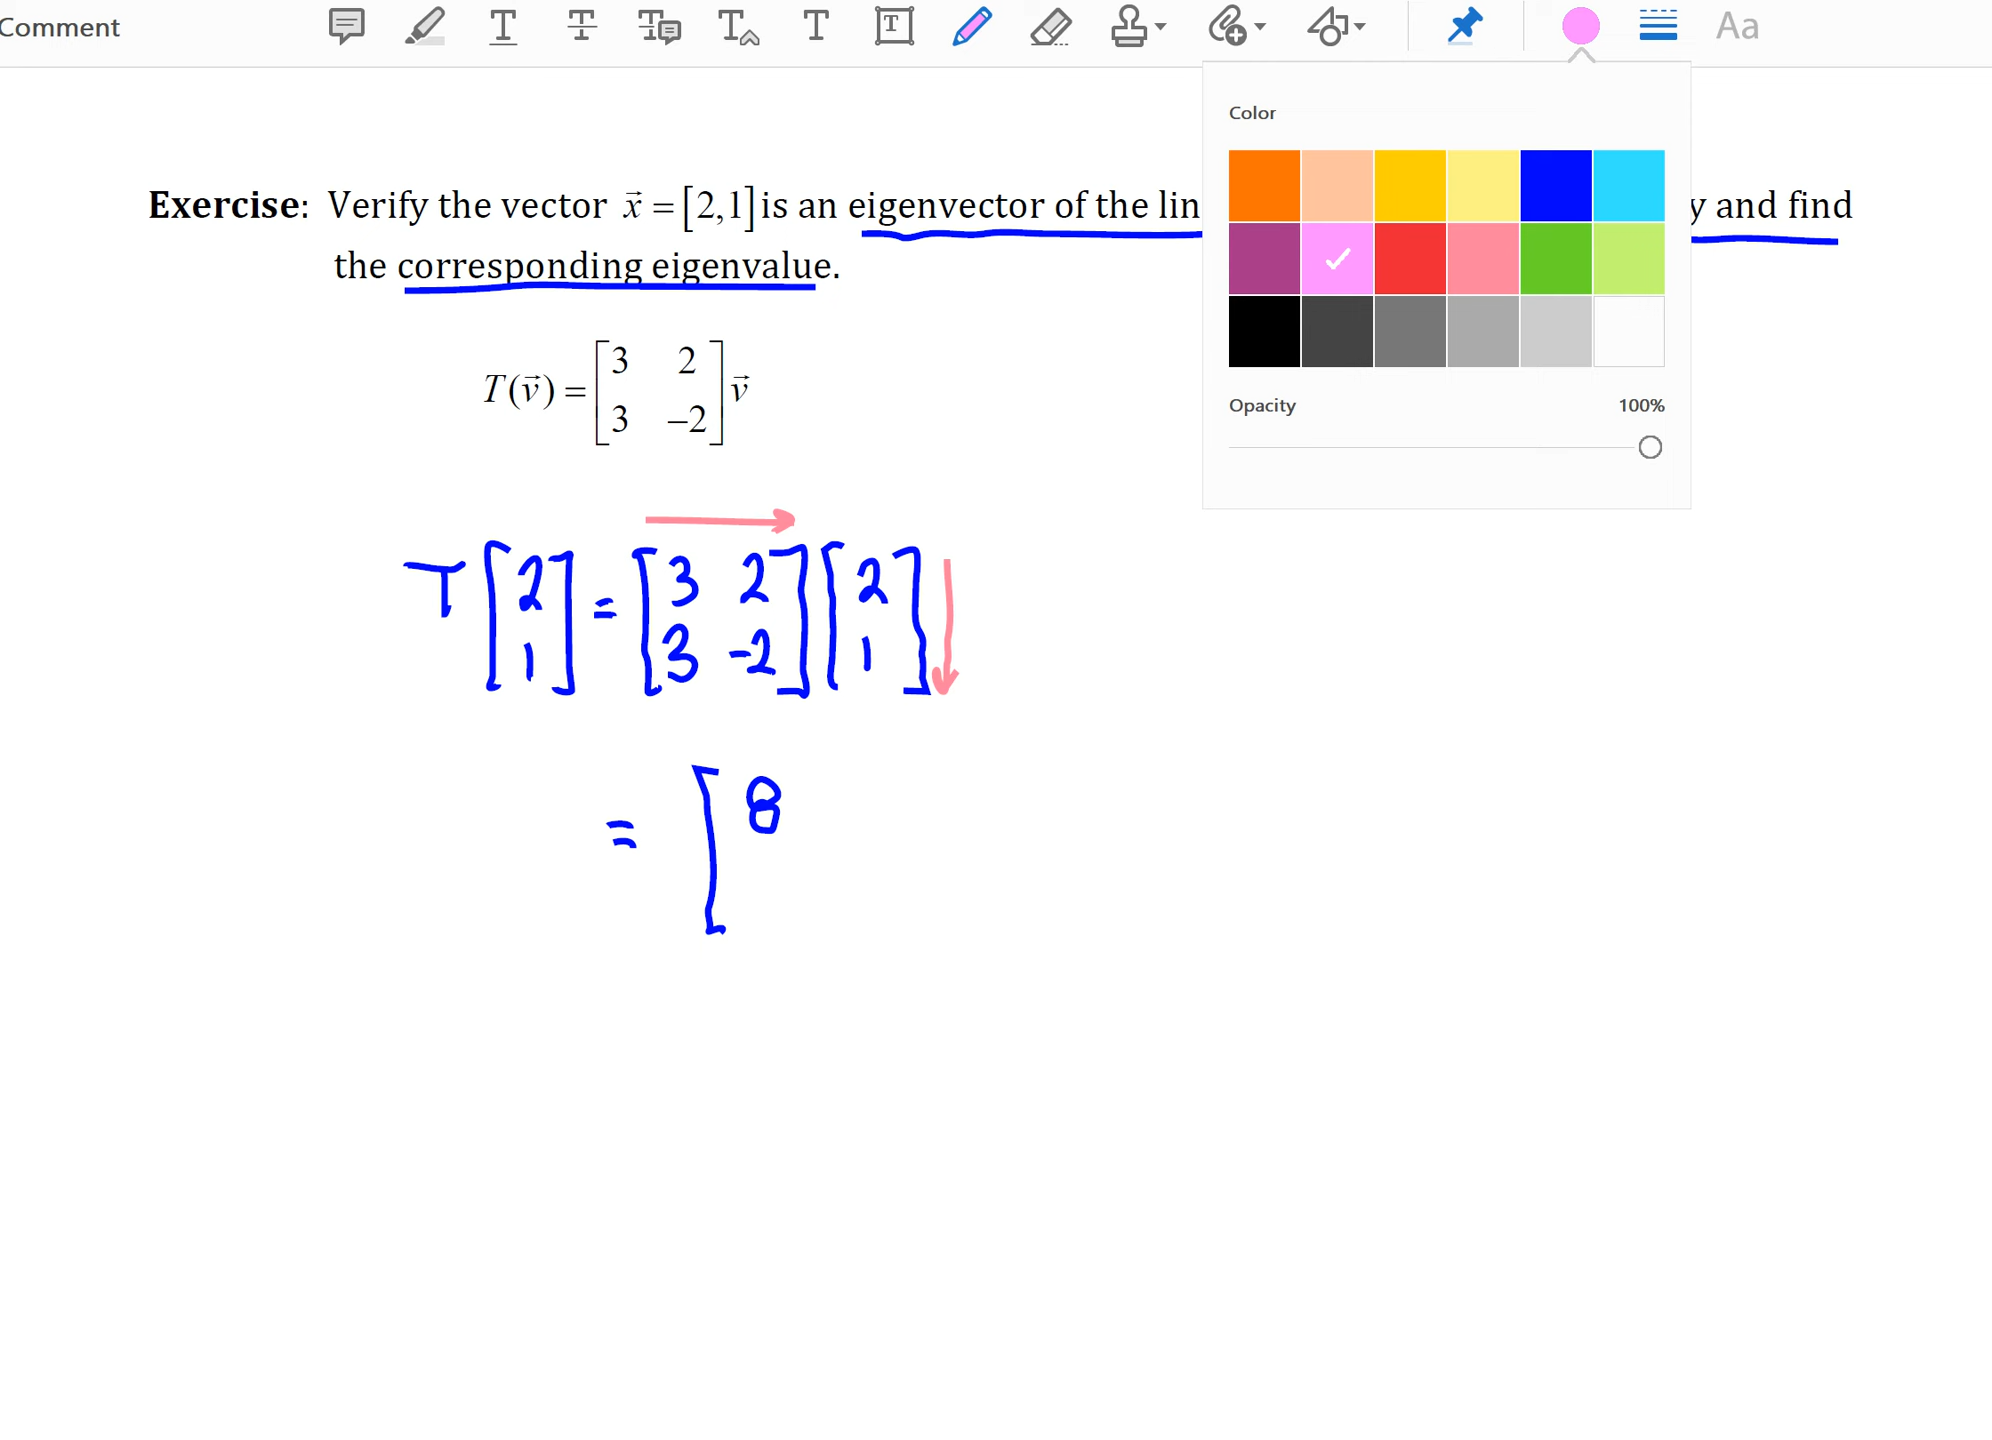 Comment T T T T T T Aa
Color
Exercise: Verify the vector x⃗ = [2,1] is an eigenvector of the lin y and find
the corresponding eigenvalue.
T(v⃗) = [3 2
3 −2] v⃗
Opacity 100%
T [2
1] = [3 2
3 -2] [2
1]
= [8